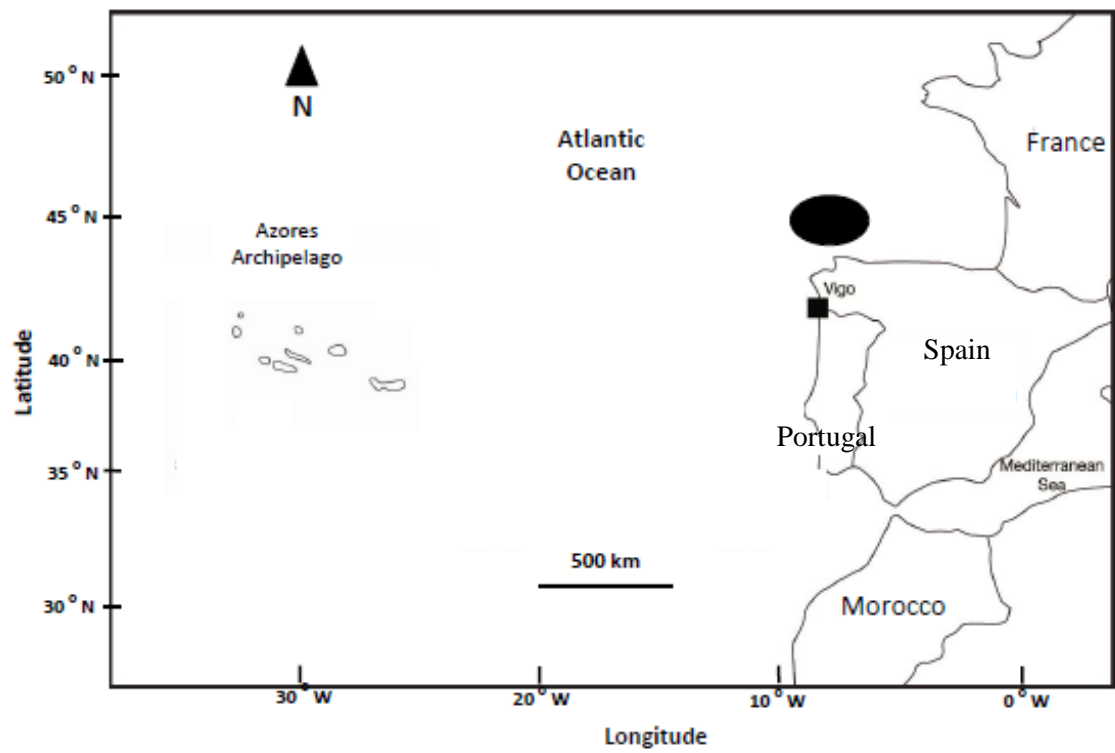 50° N
N
Atlantic
Ocean
France
45° N
Azores
Archipelago
Vigo
Latitude
40° N
Spain
Portugal
35° N
Mediterranean
Sea
500 km
30° N
Morocco
30° W
20° W
10° W
0° W
Longitude